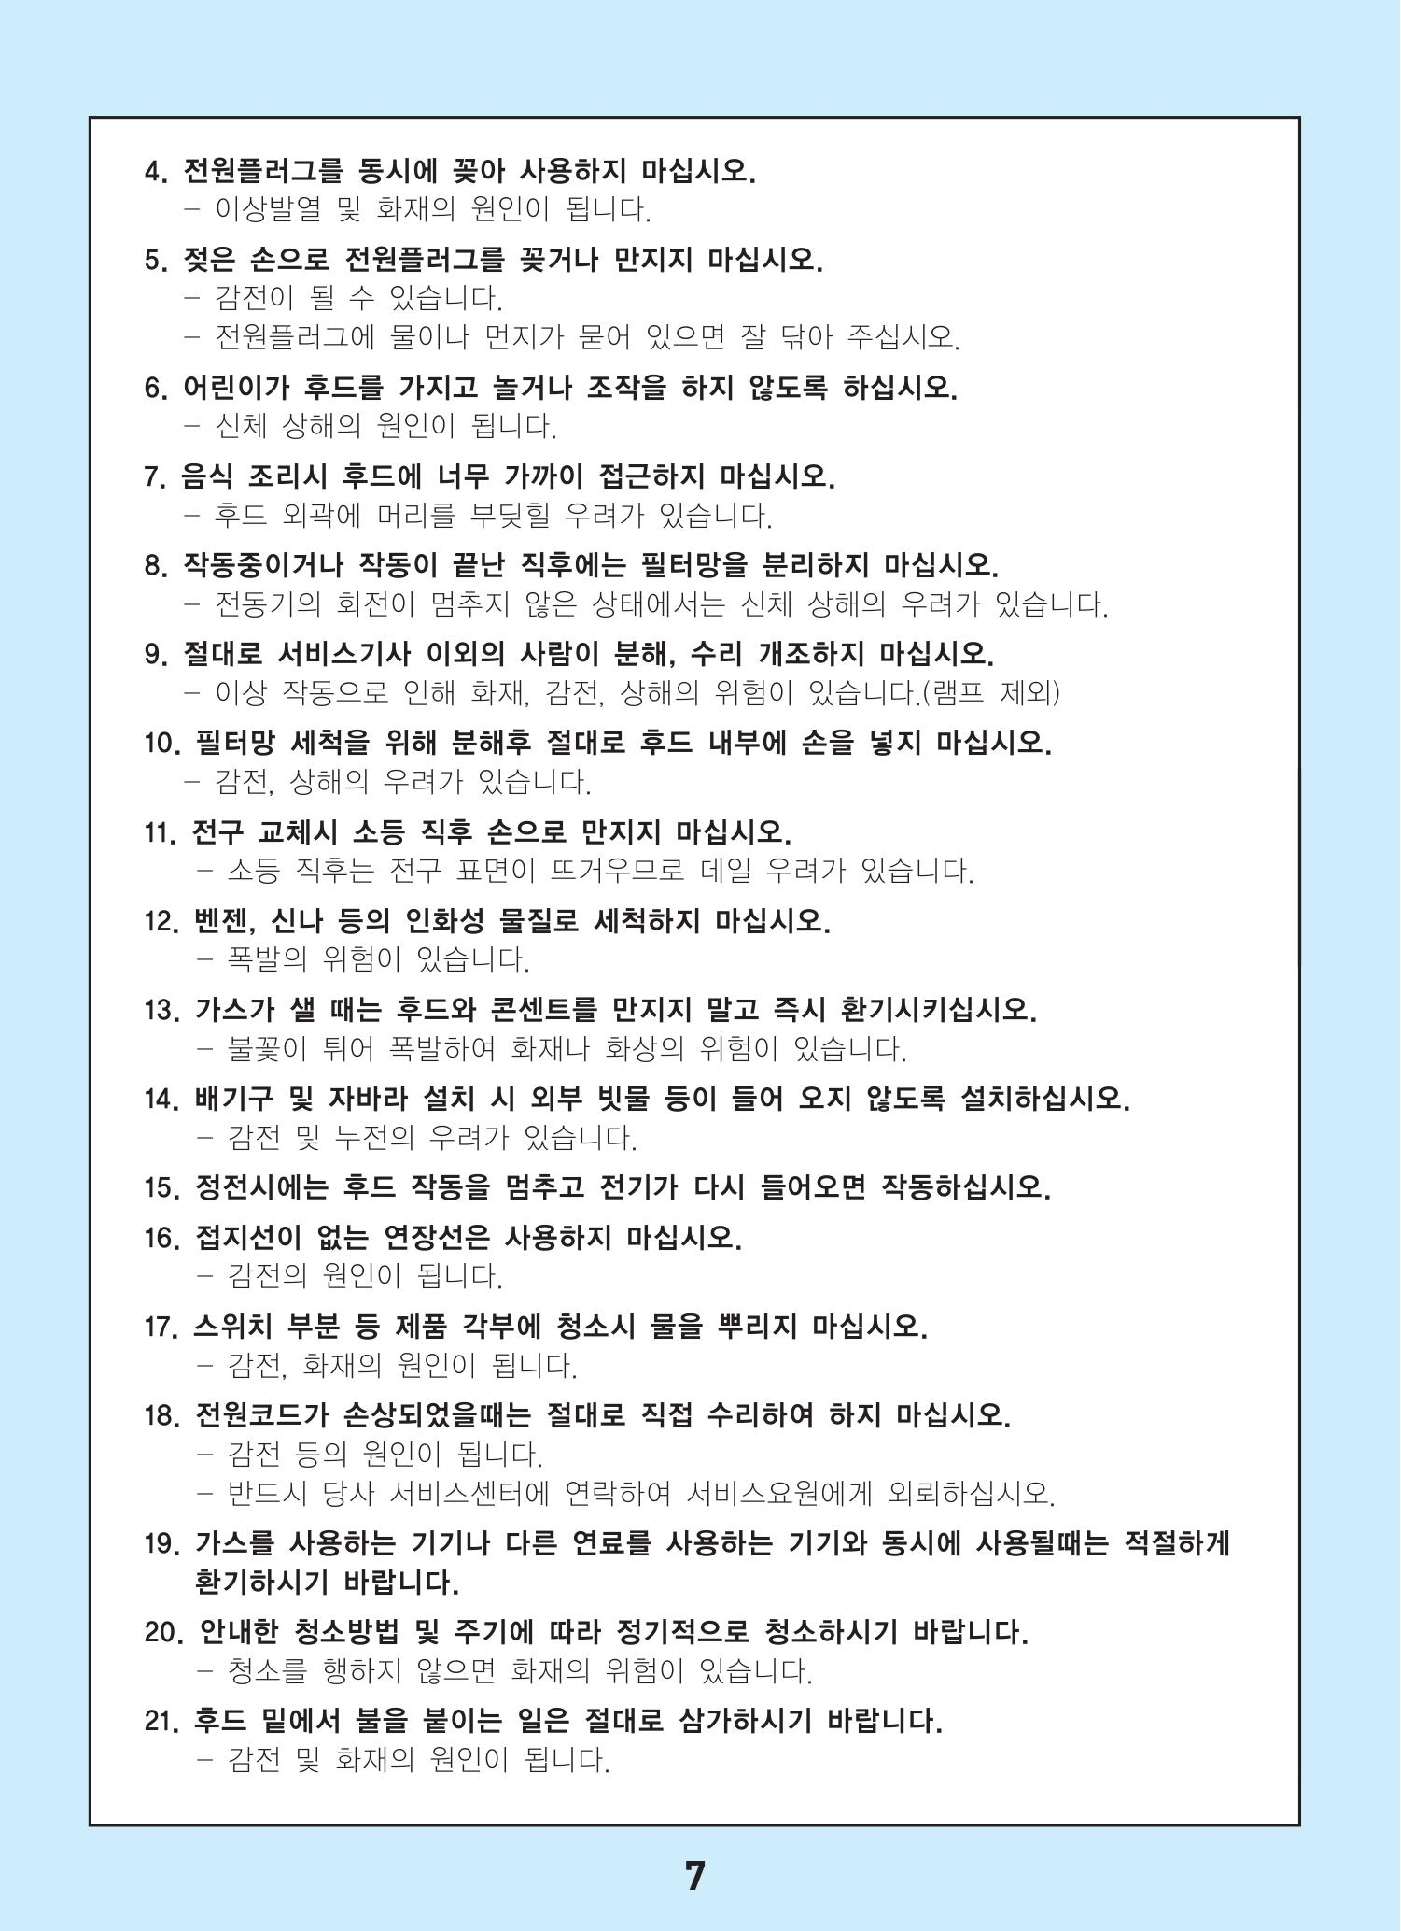 4. 전원플러그를 동시에 꽂아 사용하지 마십시오.
– 이상발열 및 화재의 원인이 됩니다.
5. 젖은 손으로 전원플러그를 꽂거나 만지지 마십시오.
– 감전이 될 수 있습니다.
– 전원플러그에 물이나 먼지가 묻어 있으면 잘 닦아 주십시오.
6. 어린이가 후드를 가지고 놀거나 조작을 하지 않도록 하십시오.
– 신체 상해의 원인이 됩니다.
7. 음식 조리시 후드에 너무 가까이 접근하지 마십시오.
– 후드 외곽에 머리를 부딪힐 우려가 있습니다.
8. 작동중이거나 작동이 끝난 직후에는 필터망을 분리하지 마십시오.
– 전동기의 회전이 멈추지 않은 상태에서는 신체 상해의 우려가 있습니다.
9. 절대로 서비스기사 이외의 사람이 분해, 수리 개조하지 마십시오.
– 이상 작동으로 인해 화재, 감전, 상해의 위험이 있습니다.(램프 제외)
10. 필터망 세척을 위해 분해후 절대로 후드 내부에 손을 넣지 마십시오.
– 감전, 상해의 우려가 있습니다.
11. 전구 교체시 소등 직후 손으로 만지지 마십시오.
– 소등 직후는 전구 표면이 뜨거우므로 데일 우려가 있습니다.
12. 벤젠, 신나 등의 인화성 물질로 세척하지 마십시오.
– 폭발의 위험이 있습니다.
13. 가스가 샐 때는 후드와 콘센트를 만지지 말고 즉시 환기시키십시오.
– 불꽃이 튀어 폭발하여 화재나 화상의 위험이 있습니다.
14. 배기구 및 자바라 설치 시 외부 빗물 등이 들어 오지 않도록 설치하십시오.
– 감전 및 누전의 우려가 있습니다.
15. 정전시에는 후드 작동을 멈추고 전기가 다시 들어오면 작동하십시오.
16. 접지선이 없는 연장선은 사용하지 마십시오.
– 감전의 원인이 됩니다.
17. 스위치 부분 등 제품 각부에 청소시 물을 뿌리지 마십시오.
– 감전, 화재의 원인이 됩니다.
18. 전원코드가 손상되었을때는 절대로 직접 수리하여 하지 마십시오.
– 감전 등의 원인이 됩니다.
– 반드시 당사 서비스센터에 연락하여 서비스요원에게 외뢰하십시오.
19. 가스를 사용하는 기기나 다른 연료를 사용하는 기기와 동시에 사용될때는 적절하게
환기하시기 바랍니다.
20. 안내한 청소방법 및 주기에 따라 정기적으로 청소하시기 바랍니다.
– 청소를 행하지 않으면 화재의 위험이 있습니다.
21. 후드 밑에서 불을 붙이는 일은 절대로 삼가하시기 바랍니다.
– 감전 및 화재의 원인이 됩니다.
7